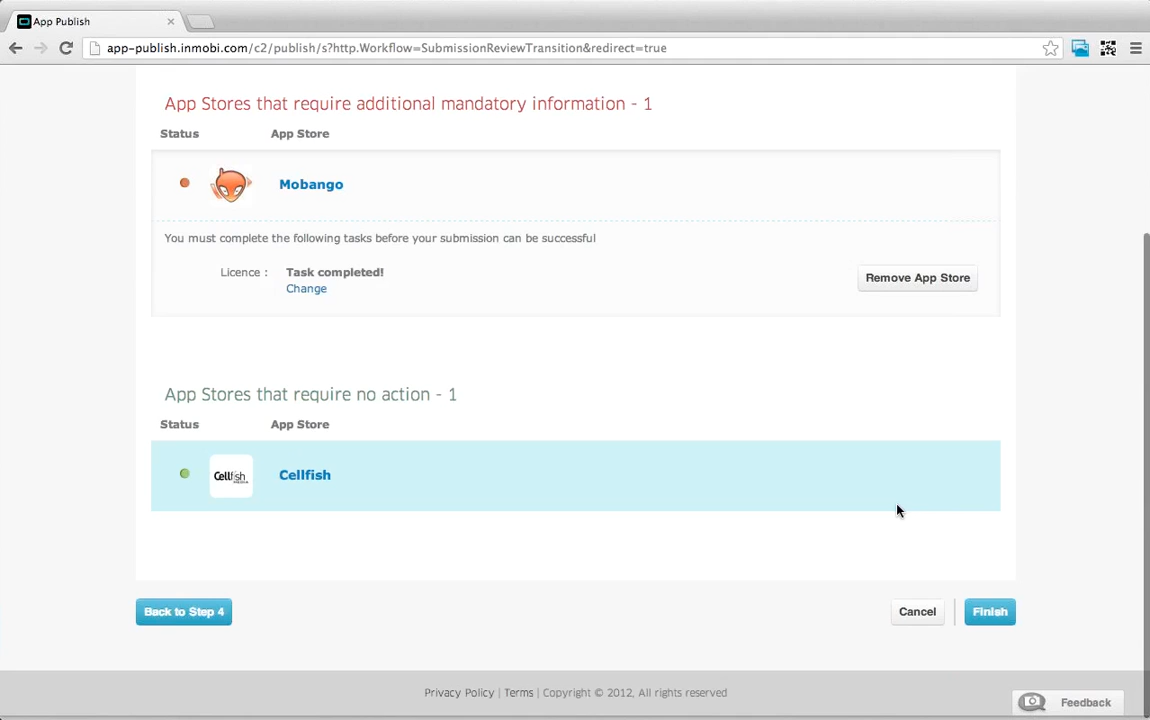 App Publish
app-publish.inmobi.com/c2/publish/s?http.Workflow=SubmissionReviewTransition&redirect=true
App Stores that require additional mandatory information - 1
Status App Store
Mobango
You must complete the following tasks before your submission can be successful
Licence : Task completed!
Change
Remove App Store
App Stores that require no action - 1
Status App Store
Cellfish
Cellfish
Back to Step 4
Cancel
Finish
Privacy Policy | Terms | Copyright © 2012, All rights reserved
Feedback